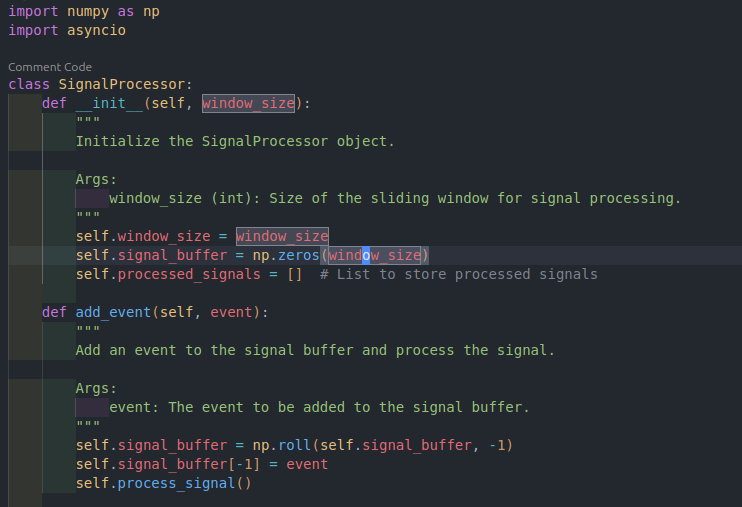 import numpy as np
import asyncio
Comment Code
class SignalProcessor:
    def __init__(self, window_size):
        """
        Initialize the SignalProcessor object.

        Args:
            window_size (int): Size of the sliding window for signal processing.
        """
        self.window_size = window_size
        self.signal_buffer = np.zeros(window_size)
        self.processed_signals = []  # List to store processed signals

    def add_event(self, event):
        """
        Add an event to the signal buffer and process the signal.

        Args:
            event: The event to be added to the signal buffer.
        """
        self.signal_buffer = np.roll(self.signal_buffer, -1)
        self.signal_buffer[-1] = event
        self.process_signal()